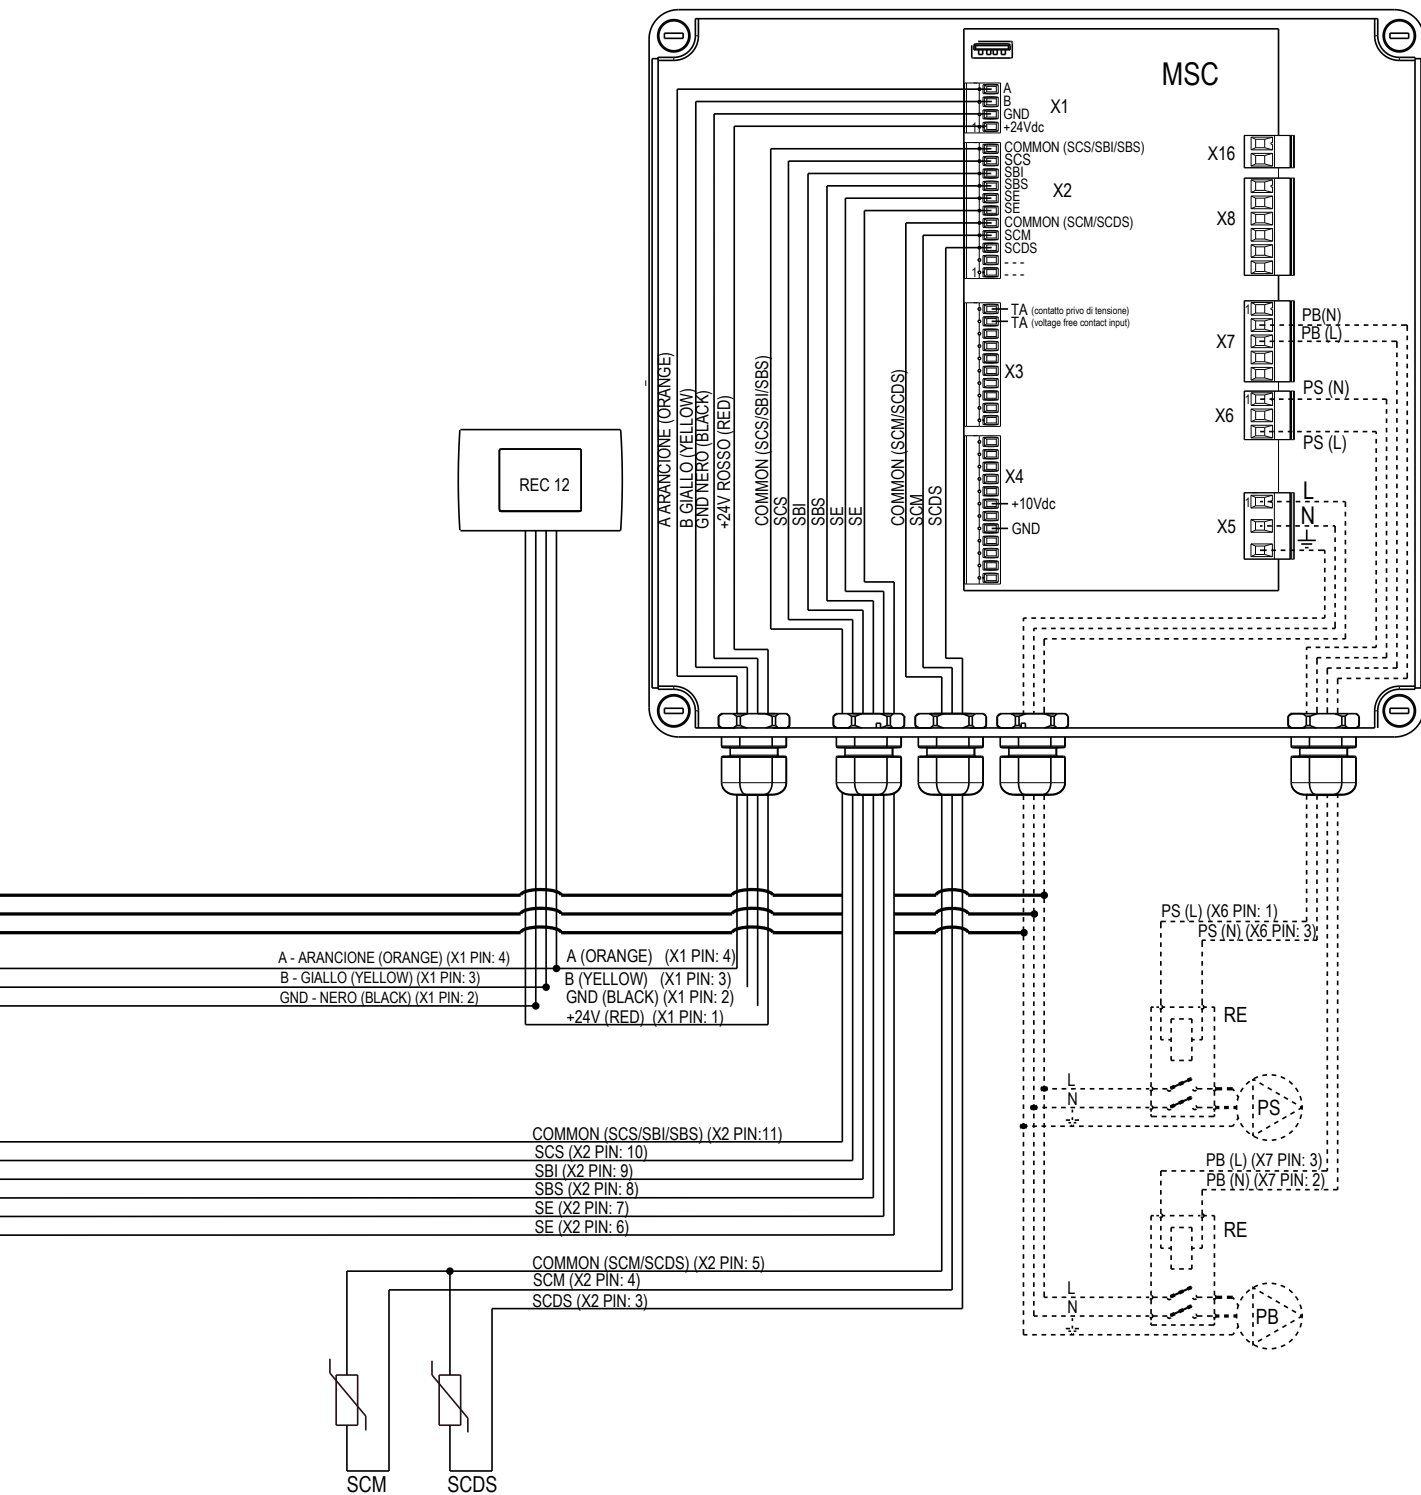 MSC
A
B
GND
+24Vdc
1
X1
COMMON (SCS/SBI/SBS)
SCS
SBI
SBS
SE
SE
COMMON (SCM/SCDS)
SCM
SCDS
---
1 ---
X2
TA (contatto privo di tensione)
TA (voltage free contact input)
X3
X4
+10Vdc
GND
X16
X8
1
X7
PB(N)
PB (L)
1
X6
PS (N)
PS (L)
1
X5
L
N
A ARANCIONE (ORANGE)
B GIALLO (YELLOW)
GND NERO (BLACK)
+24V ROSSO (RED)
COMMON (SCS/SBI/SBS)
SCS
SBI
SBS
SE
SE
COMMON (SCM/SCDS)
SCM
SCDS
REC 12
A - ARANCIONE (ORANGE) (X1 PIN: 4)
B - GIALLO (YELLOW) (X1 PIN: 3)
GND - NERO (BLACK) (X1 PIN: 2)
A (ORANGE) (X1 PIN: 4)
B (YELLOW) (X1 PIN: 3)
GND (BLACK) (X1 PIN: 2)
+24V (RED) (X1 PIN: 1)
PS (L) (X6 PIN: 1)
PS (N) (X6 PIN: 3)
RE
L
N
PS
COMMON (SCS/SBI/SBS) (X2 PIN:11)
SCS (X2 PIN: 10)
SBI (X2 PIN: 9)
SBS (X2 PIN: 8)
SE (X2 PIN: 7)
SE (X2 PIN: 6)
PB (L) (X7 PIN: 3)
PB (N) (X7 PIN: 2)
RE
L
N
PB
COMMON (SCM/SCDS) (X2 PIN: 5)
SCM (X2 PIN: 4)
SCDS (X2 PIN: 3)
SCM
SCDS